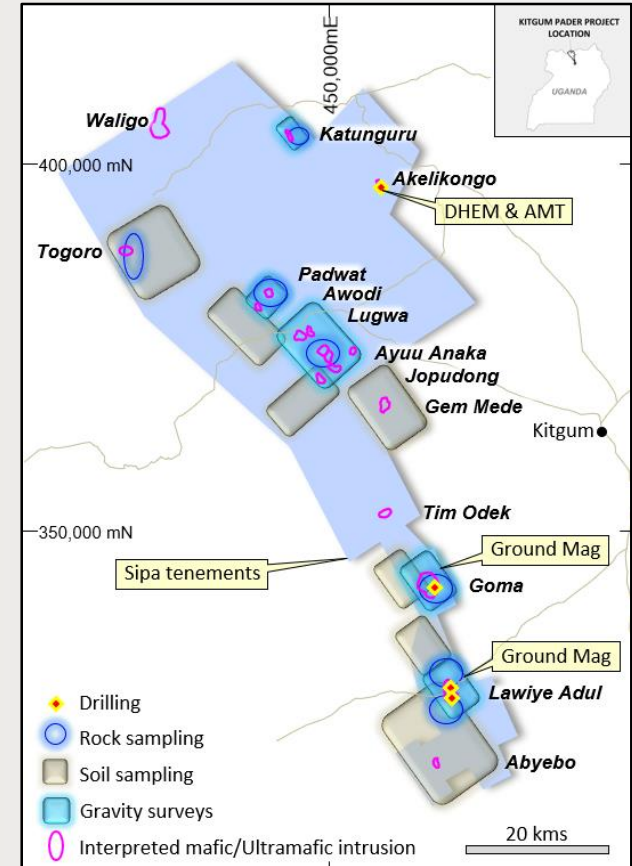 KITGUM PADER PROJECT
LOCATION
UGANDA
450,000mE
Waligo
Katunguru
400,000 mN
Akelikongo
DHEM & AMT
Togoro
Padwat
Awodi
Lugwa
Ayuu Anaka
Jopudong
Gem Mede
Kitgum
Tim Odek
350,000 mN
Ground Mag
Sipa tenements
Goma
Ground Mag
Lawiye Adul
Drilling
Rock sampling
Abyebo
Soil sampling
Gravity surveys
Interpreted mafic/Ultramafic intrusion
20 kms